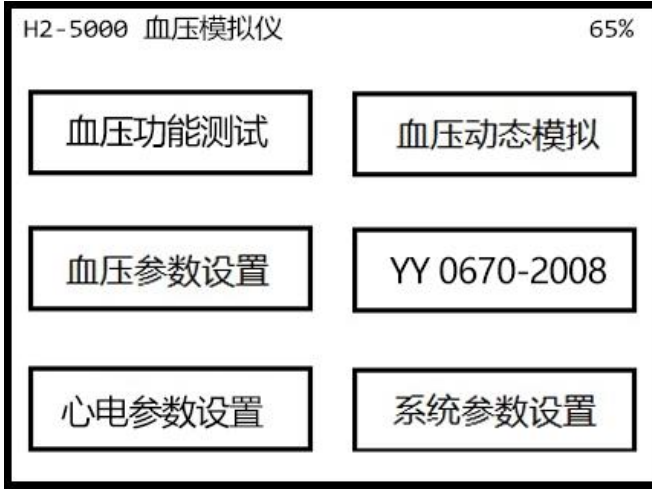 H2-5000 血压模拟仪 65%
血压功能测试 血压动态模拟
血压参数设置 YY 0670-2008
心电参数设置 系统参数设置